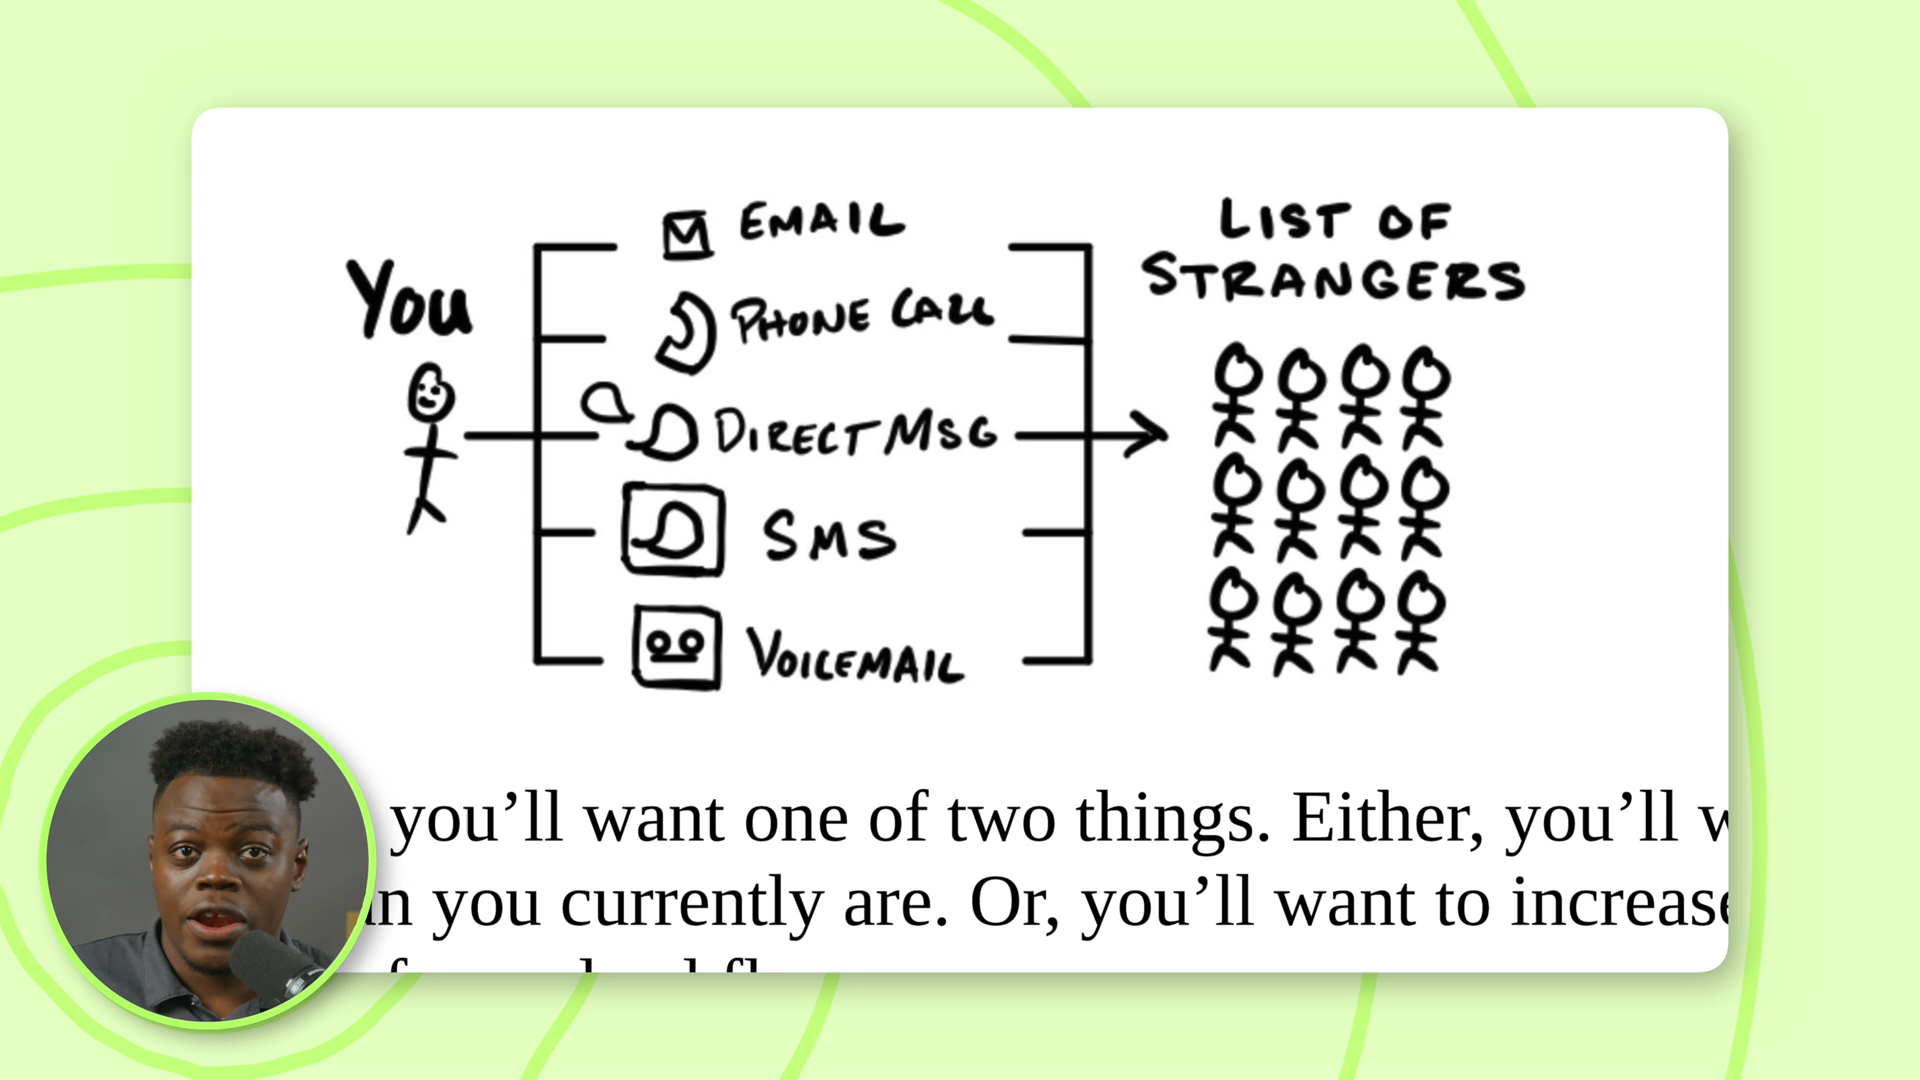 You
EMAIL
PHONE CALL
DIRECT MSG
SMS
VOICEMAIL
LIST OF
STRANGERS
you’ll want one of two things. Either, you’ll
you currently are. Or, you’ll want to increase